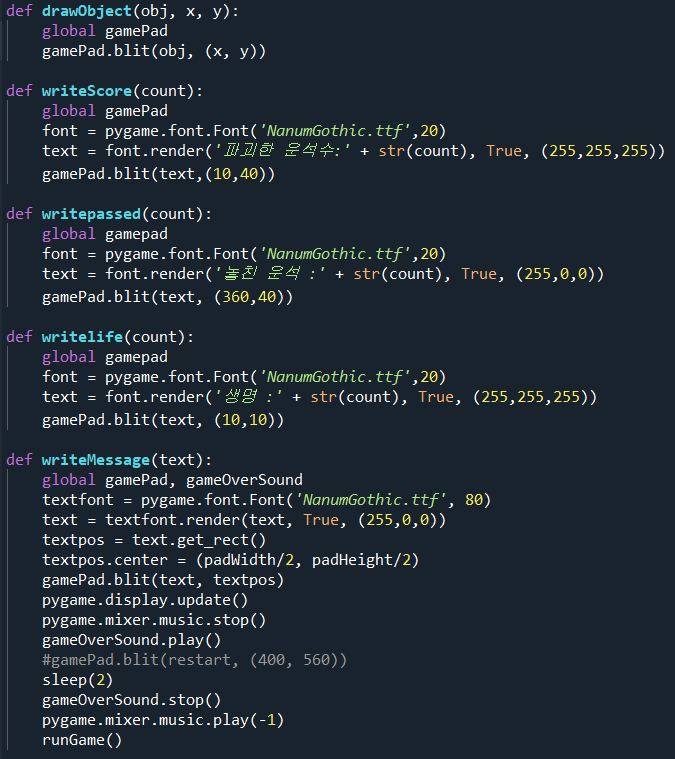 def drawObject(obj, x, y):
    global gamePad
    gamePad.blit(obj, (x, y))

def writeScore(count):
    global gamePad
    font = pygame.font.Font('NanumGothic.ttf',20)
    text = font.render('파괴한 운석수:' + str(count), True, (255,255,255))
    gamePad.blit(text,(10,40))

def writepassed(count):
    global gamepad
    font = pygame.font.Font('NanumGothic.ttf',20)
    text = font.render('놓친 운석 :' + str(count), True, (255,0,0))
    gamePad.blit(text, (360,40))

def writelife(count):
    global gamepad
    font = pygame.font.Font('NanumGothic.ttf',20)
    text = font.render('생명 :' + str(count), True, (255,255,255))
    gamePad.blit(text, (10,10))

def writeMessage(text):
    global gamePad, gameOverSound
    textfont = pygame.font.Font('NanumGothic.ttf', 80)
    text = textfont.render(text, True, (255,0,0))
    textpos = text.get_rect()
    textpos.center = (padWidth/2, padHeight/2)
    gamePad.blit(text, textpos)
    pygame.display.update()
    pygame.mixer.music.stop()
    gameOverSound.play()
    #gamePad.blit(restart, (400, 560))
    sleep(2)
    gameOverSound.stop()
    pygame.mixer.music.play(-1)
    runGame()